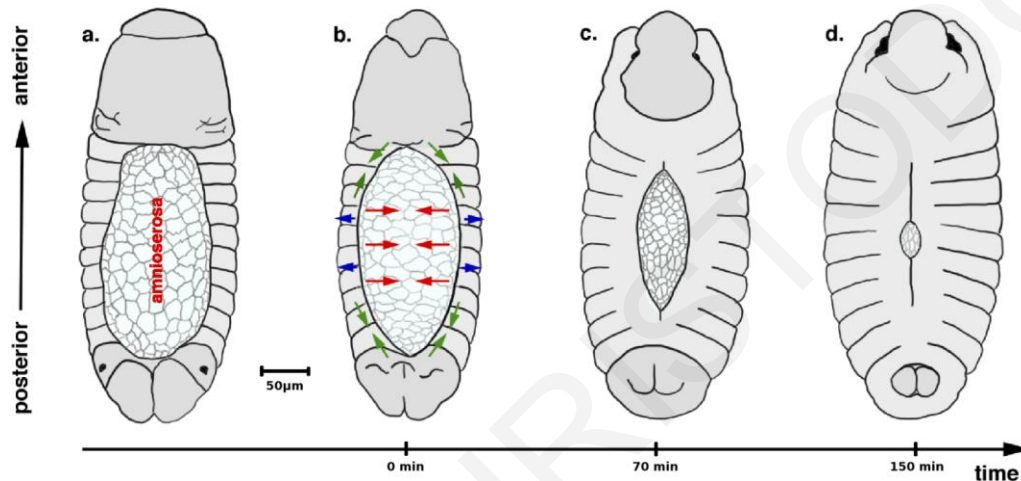 a.
b.
c.
d.
anterior
posterior
amnioserosa
50μm
0 min
70 min
150 min
time